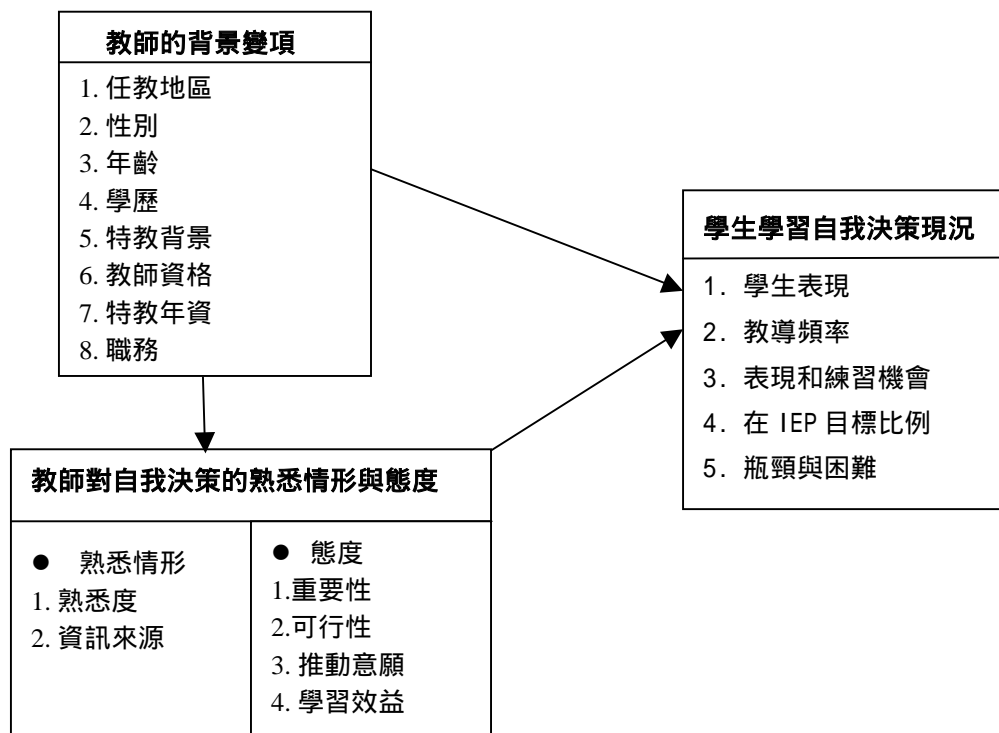 教師的背景變項
1. 任教地區
2. 性別
3. 年齡
4. 學歷
5. 特教背景
6. 教師資格
7. 特教年資
8. 職務
學生學習自我決策現況
1. 學生表現
2. 教導頻率
3. 表現和練習機會
4. 在 IEP 目標比例
5. 瓶頸與困難
教師對自我決策的熟悉情形與態度
● 熟悉情形
1. 熟悉度
2. 資訊來源
● 態度
1.重要性
2.可行性
3. 推動意願
4. 學習效益